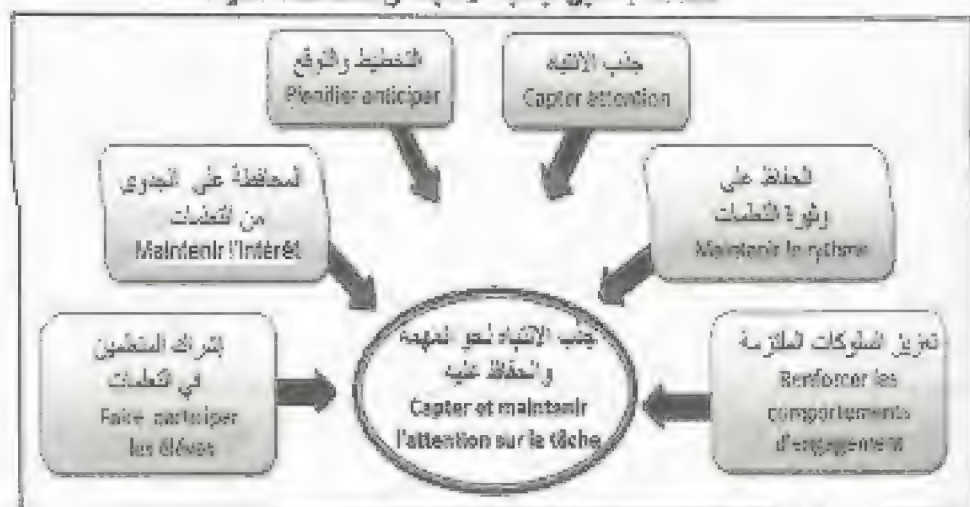 التخطيط والتوقع
Planifier anticiper
جذب الانتباه
Capter attention
المحافظة على الجدوى
من التعلمات
Maintenir l'intérêt
الحفاظ على
وثيرة التعلمات
Maintenir le rythme
إشراك المتعلمين
في التعلمات
Faire participer
les élèves
جذب الانتباه نحو المهمة
والحفاظ عليه
Capter et maintenir
l'attention sur la tâche
تعزيز السلوكات الملتزمة
Renforcer les
comportements
d'engagement